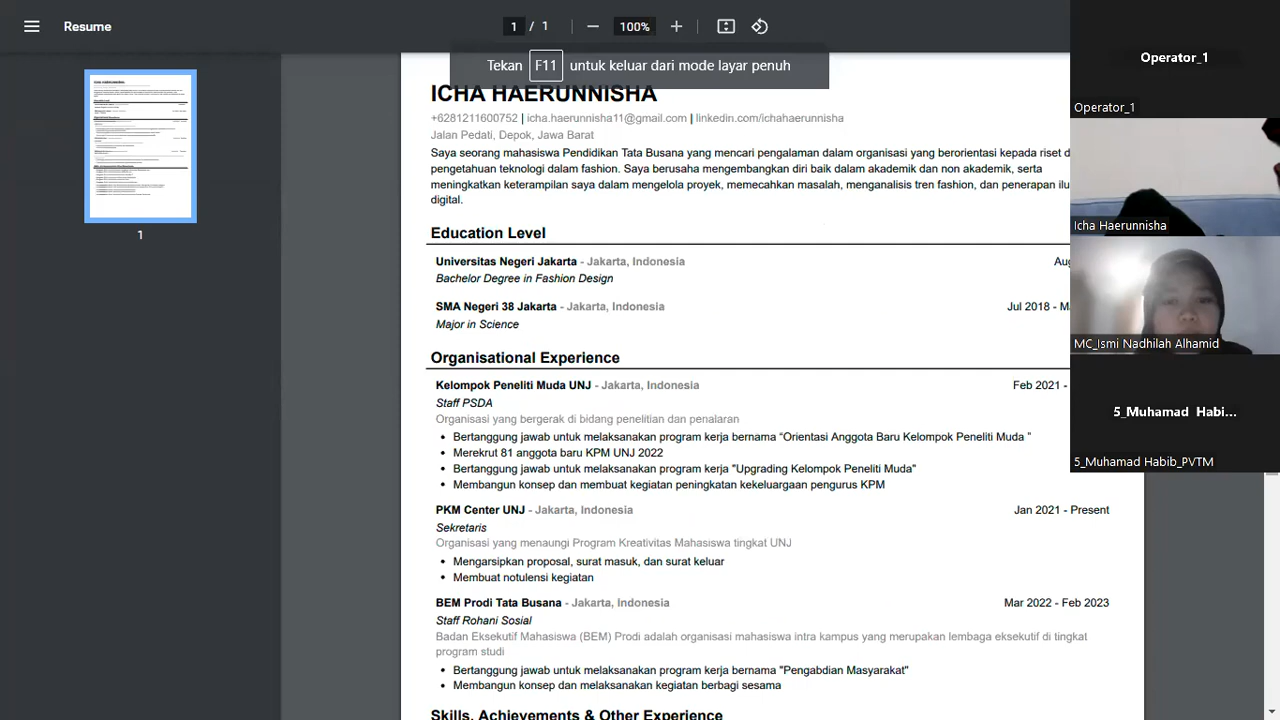 Resume
1 / 1
100%
Tekan F11 untuk keluar dari mode layar penuh
1
ICHA HAERUNNISHA
+6281211600752 | icha.haerunnisha11@gmail.com | linkedin.com/ichahaerunnisha
Jalan Pedati, Depok, Jawa Barat
Saya seorang mahasiswa Pendidikan Tata Busana yang mencari pengalaman dalam organisasi yang berorientasi kepada riset d
pengetahuan teknologi dalam fashion. Saya berusaha mengembangkan diri baik dalam akademik dan non akademik, serta
meningkatkan keterampilan saya dalam mengelola proyek, memecahkan masalah, menganalisis tren fashion, dan penerapan ilu
digital.
Education Level
Universitas Negeri Jakarta - Jakarta, Indonesia Aug
Bachelor Degree in Fashion Design
SMA Negeri 38 Jakarta - Jakarta, Indonesia Jul 2018 - M
Major in Science
Organisational Experience
Kelompok Peneliti Muda UNJ - Jakarta, Indonesia Feb 2021 -
Staff PSDA
Organisasi yang bergerak di bidang penelitian dan penalaran
• Bertanggung jawab untuk melaksanakan program kerja bernama “Orientasi Anggota Baru Kelompok Peneliti Muda ”
• Merekrut 81 anggota baru KPM UNJ 2022
• Bertanggung jawab untuk melaksanakan program kerja "Upgrading Kelompok Peneliti Muda"
• Membangun konsep dan membuat kegiatan peningkatan kekeluargaan pengurus KPM
PKM Center UNJ - Jakarta, Indonesia Jan 2021 - Present
Sekretaris
Organisasi yang menaungi Program Kreativitas Mahasiswa tingkat UNJ
• Mengarsipkan proposal, surat masuk, dan surat keluar
• Membuat notulensi kegiatan
BEM Prodi Tata Busana - Jakarta, Indonesia Mar 2022 - Feb 2023
Staff Rohani Sosial
Badan Eksekutif Mahasiswa (BEM) Prodi adalah organisasi mahasiswa intra kampus yang merupakan lembaga eksekutif di tingkat
program studi
• Bertanggung jawab untuk melaksanakan program kerja bernama "Pengabdian Masyarakat"
• Membangun konsep dan melaksanakan kegiatan berbagi sesama
Skills, Achievements & Other Experience
Operator_1
Operator_1
Icha Haerunnisha
MC_Ismi Nadhilah Alhamid
5_Muhamad Habi...
5_Muhamad Habib_PVTM